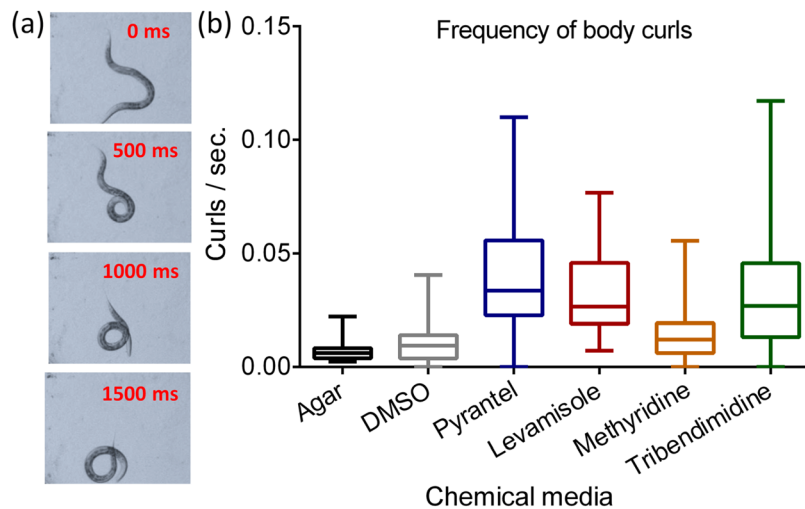 (a)
0 ms
500 ms
1000 ms
1500 ms
(b)
Frequency of body curls
Curls / sec.
0.15
0.10
0.05
0.00
Agar
DMSO
Pyrantel
Levamisole
Methyridine
Tribendimidine
Chemical media